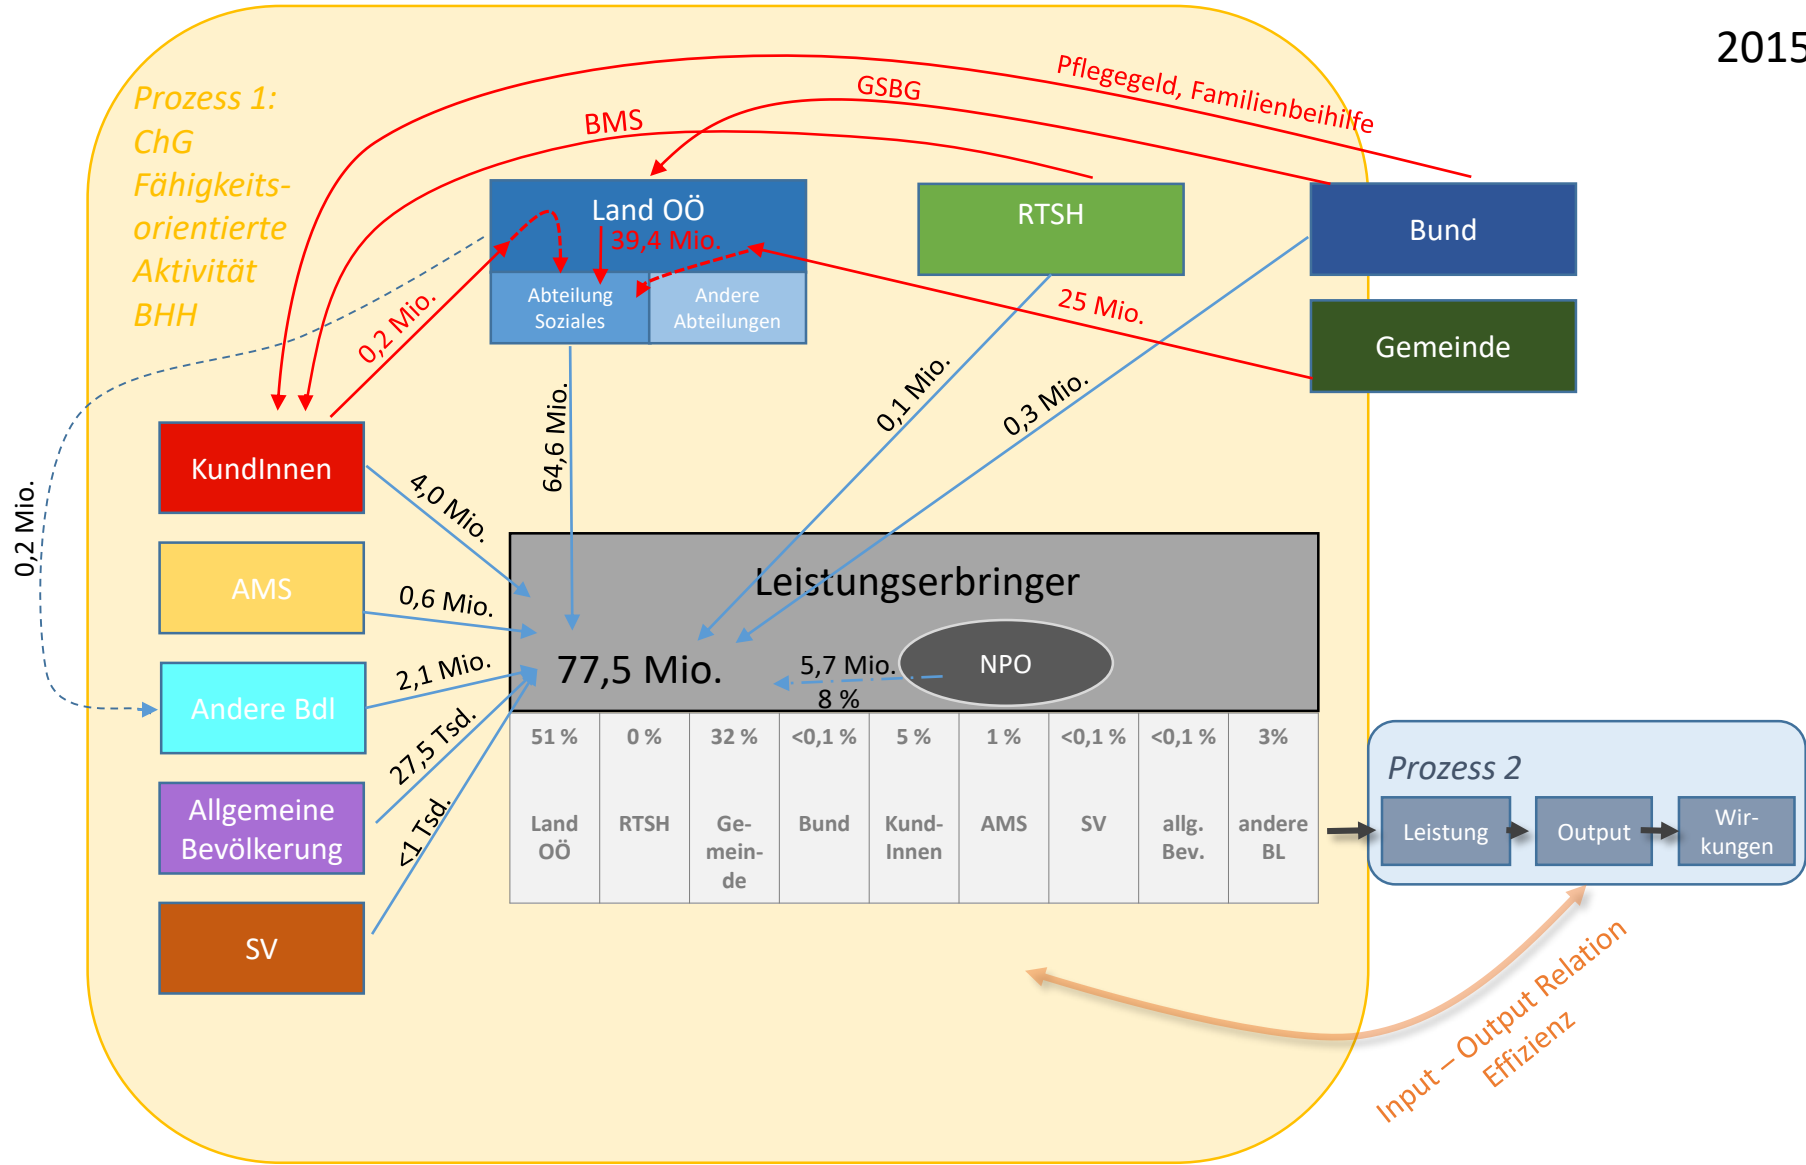 2015
Prozess 1:
ChG
Fähigkeits-
orientierte
Aktivität
BHH
Pflegegeld, Familienbeihilfe
GSBG
BMS
Land OÖ
39,4 Mio.
Abteilung
Soziales
Andere
Abteilungen
RTSH
Bund
Gemeinde
25 Mio.
0,2 Mio.
0,2 Mio.
64,6 Mio.
0,1 Mio.
0,3 Mio.
KundInnen
4,0 Mio.
AMS
0,6 Mio.
Andere Bdl
2,1 Mio.
Allgemeine
Bevölkerung
27,5 Tsd.
SV
<1 Tsd.
Leistungserbringer
77,5 Mio.
5,7 Mio.
8 %
NPO
51 % 0 % 32 % <0,1 % 5 % 1 % <0,1 % <0,1 % 3%
Land
OÖ
RTSH
Ge-
mein-
de
Bund
Kund-
Innen
AMS
SV
allg.
Bev.
andere
BL
Prozess 2
Leistung
Output
Wir-
kungen
Input – Output Relation
Effizienz